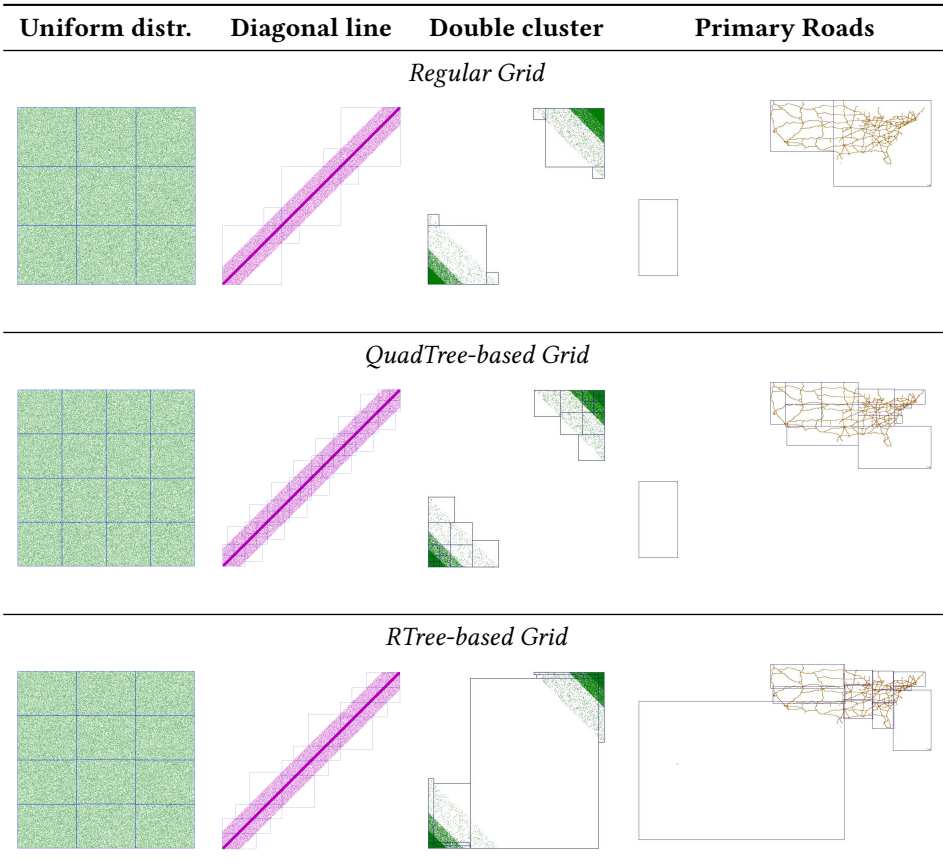 Uniform distr. Diagonal line Double cluster Primary Roads
Regular Grid
QuadTree-based Grid
RTree-based Grid